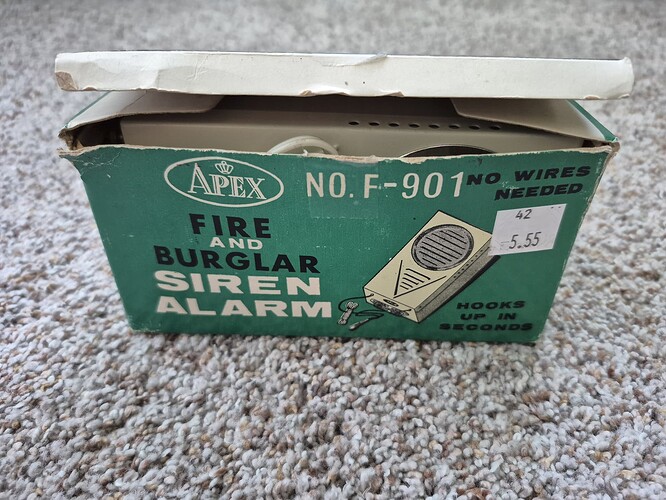 APEX
NO. F-901
NO WIRES
NEEDED
FIRE
AND
BURGLAR
SIREN
ALARM
42
5.55
HOOKS
UP IN
SECONDS